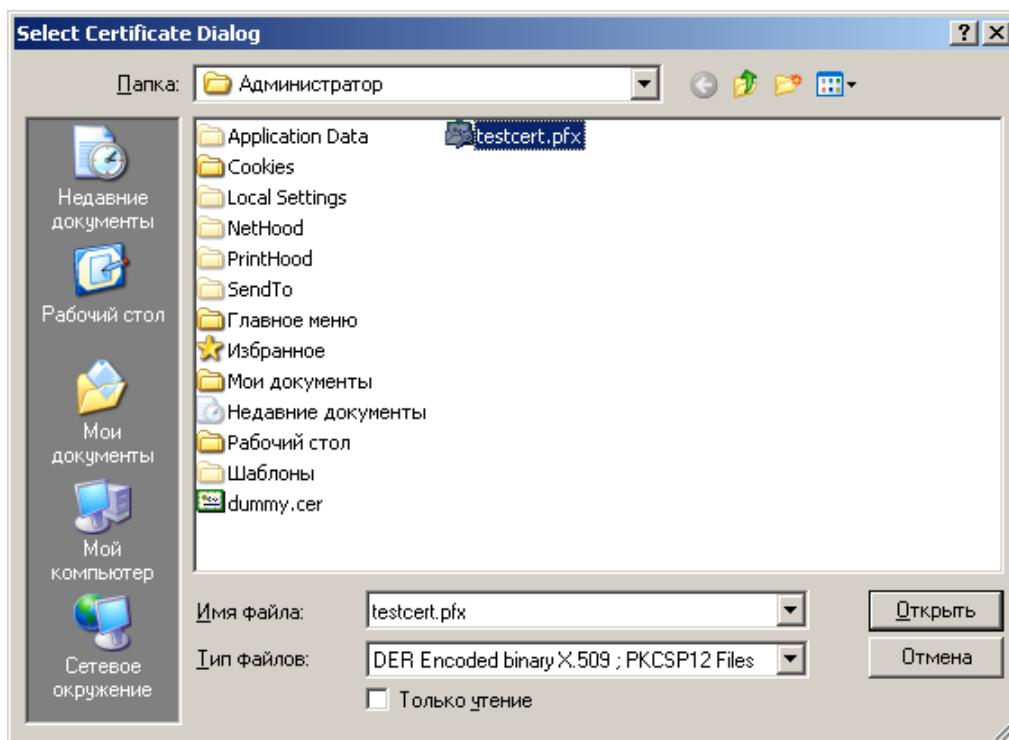 Select Certificate Dialog
Папка:
Администратор
Недавние
документы
Рабочий стол
Мои
документы
Мой
компьютер
Сетевое
окружение
Application Data
Cookies
Local Settings
NetHood
PrintHood
SendTo
Главное меню
Избранное
Мои документы
Недавние документы
Рабочий стол
Шаблоны
dummy.cer
testcert.pfx
Имя файла:
testcert.pfx
Открыть
Тип файлов:
DER Encoded binary X.509 ; PKCSP12 Files
Отмена
Только чтение